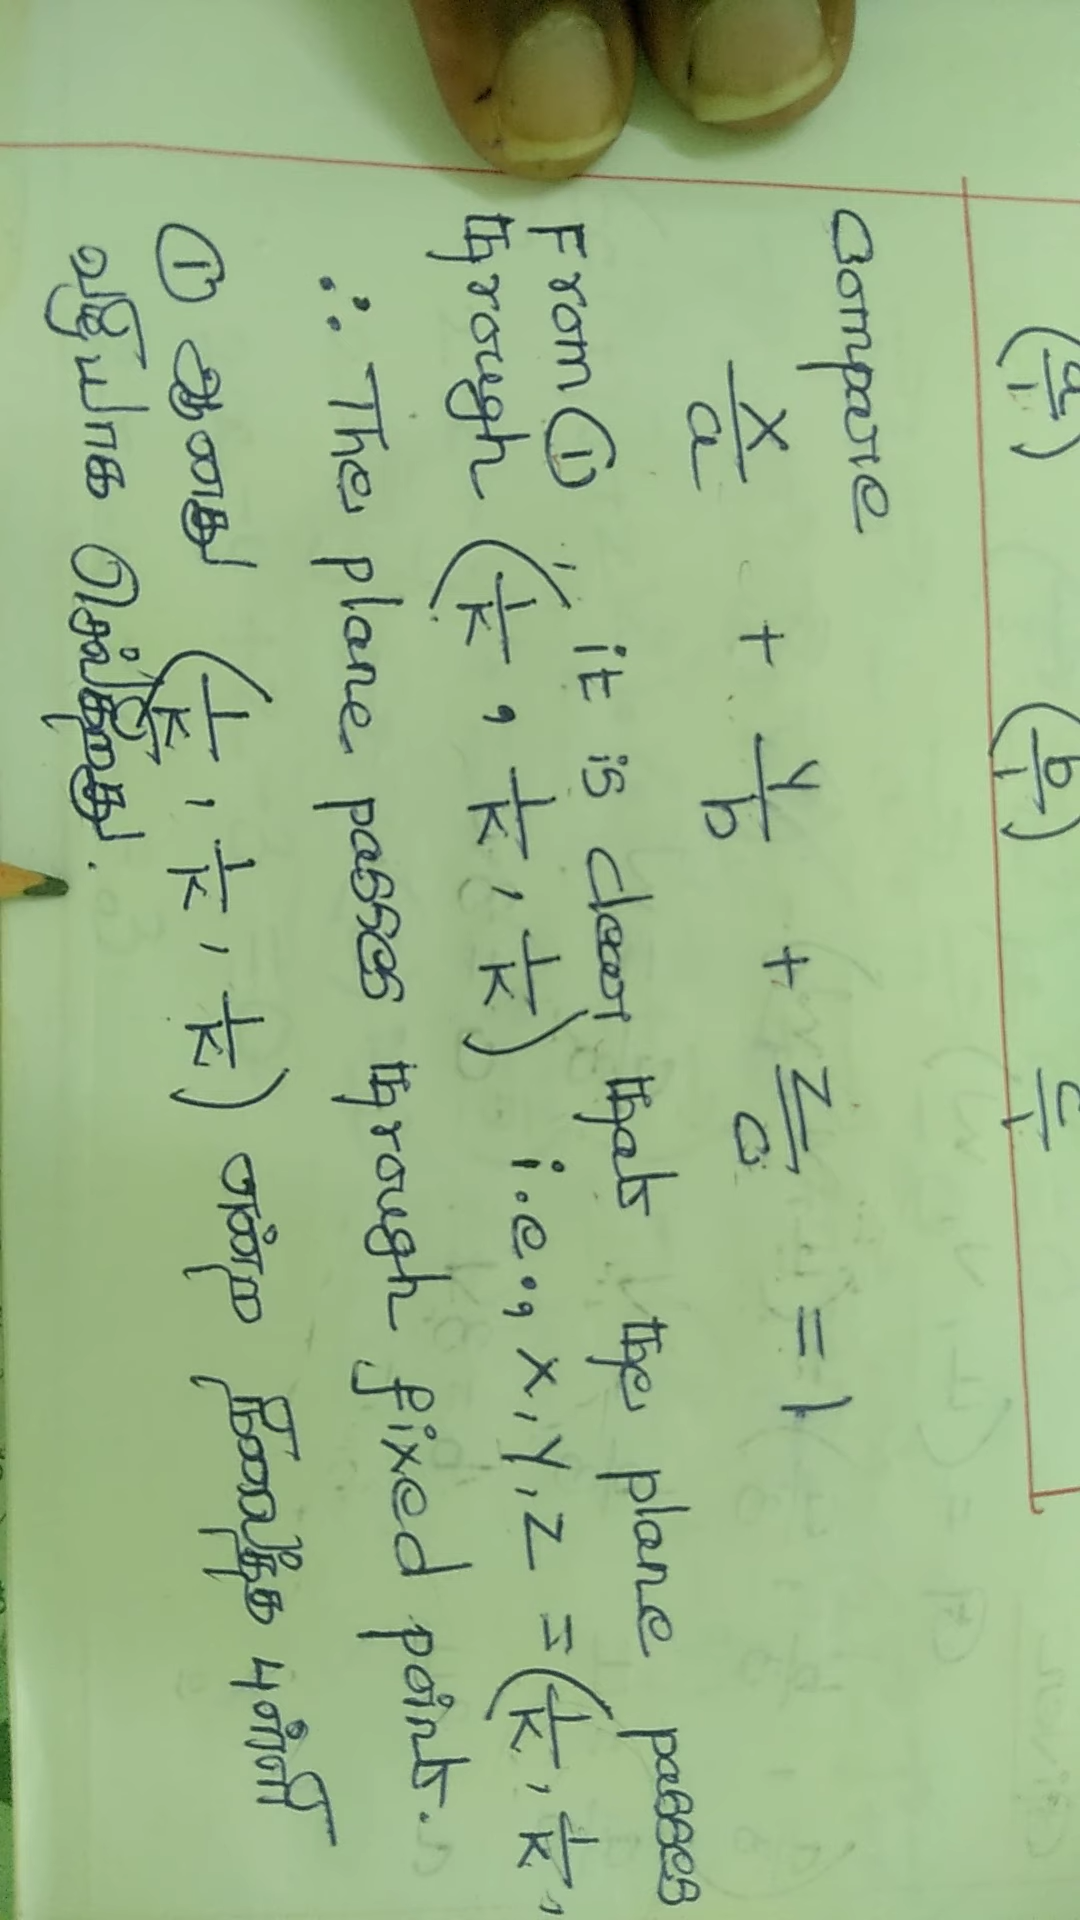 (a/1) (b/1) c/1
Compare
x/a + y/b + z/c = 1
From ①, it is clear that the plane passes
through (1/k, 1/k, 1/k) i.e., x, y, z = (1/k, 1/k,
∴ The plane passes through fixed point.
① ஆனது (1/k, 1/k, 1/k) என்ற நிலைத்த புள்ளி
வழியாக செல்கிறது.